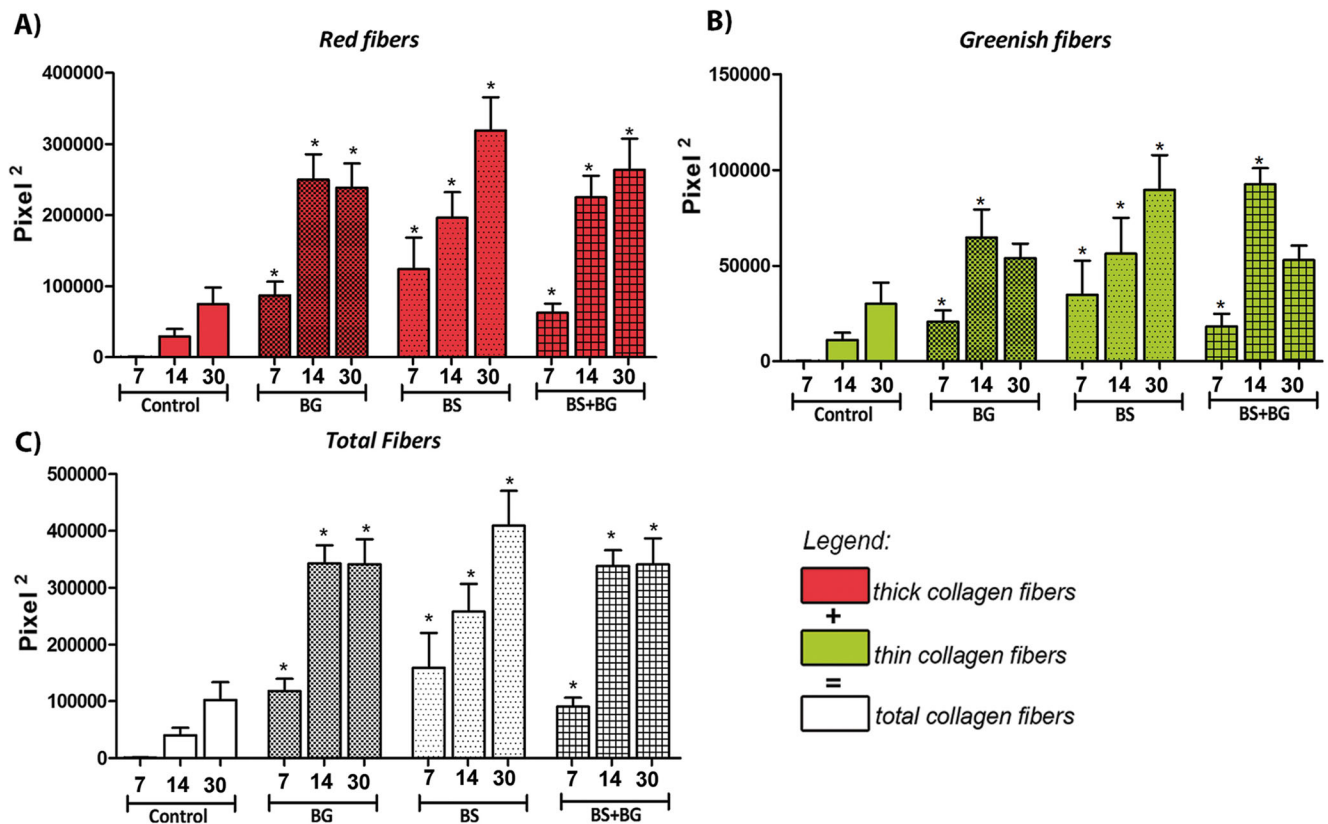 A)
Red fibers
Pixel ²
400000
300000
200000
100000
0
* * * * * * * * *
7 14 30 7 14 30 7 14 30 7 14 30
Control BG BS BS+BG
B)
Greenish fibers
Pixel ²
150000
100000
50000
0
* * * * * * *
7 14 30 7 14 30 7 14 30 7 14 30
Control BG BS BS+BG
C)
Total Fibers
Pixel ²
500000
400000
300000
200000
100000
0
* * * * * * * * *
7 14 30 7 14 30 7 14 30 7 14 30
Control BG BS BS+BG
Legend:
thick collagen fibers
+
thin collagen fibers
=
total collagen fibers